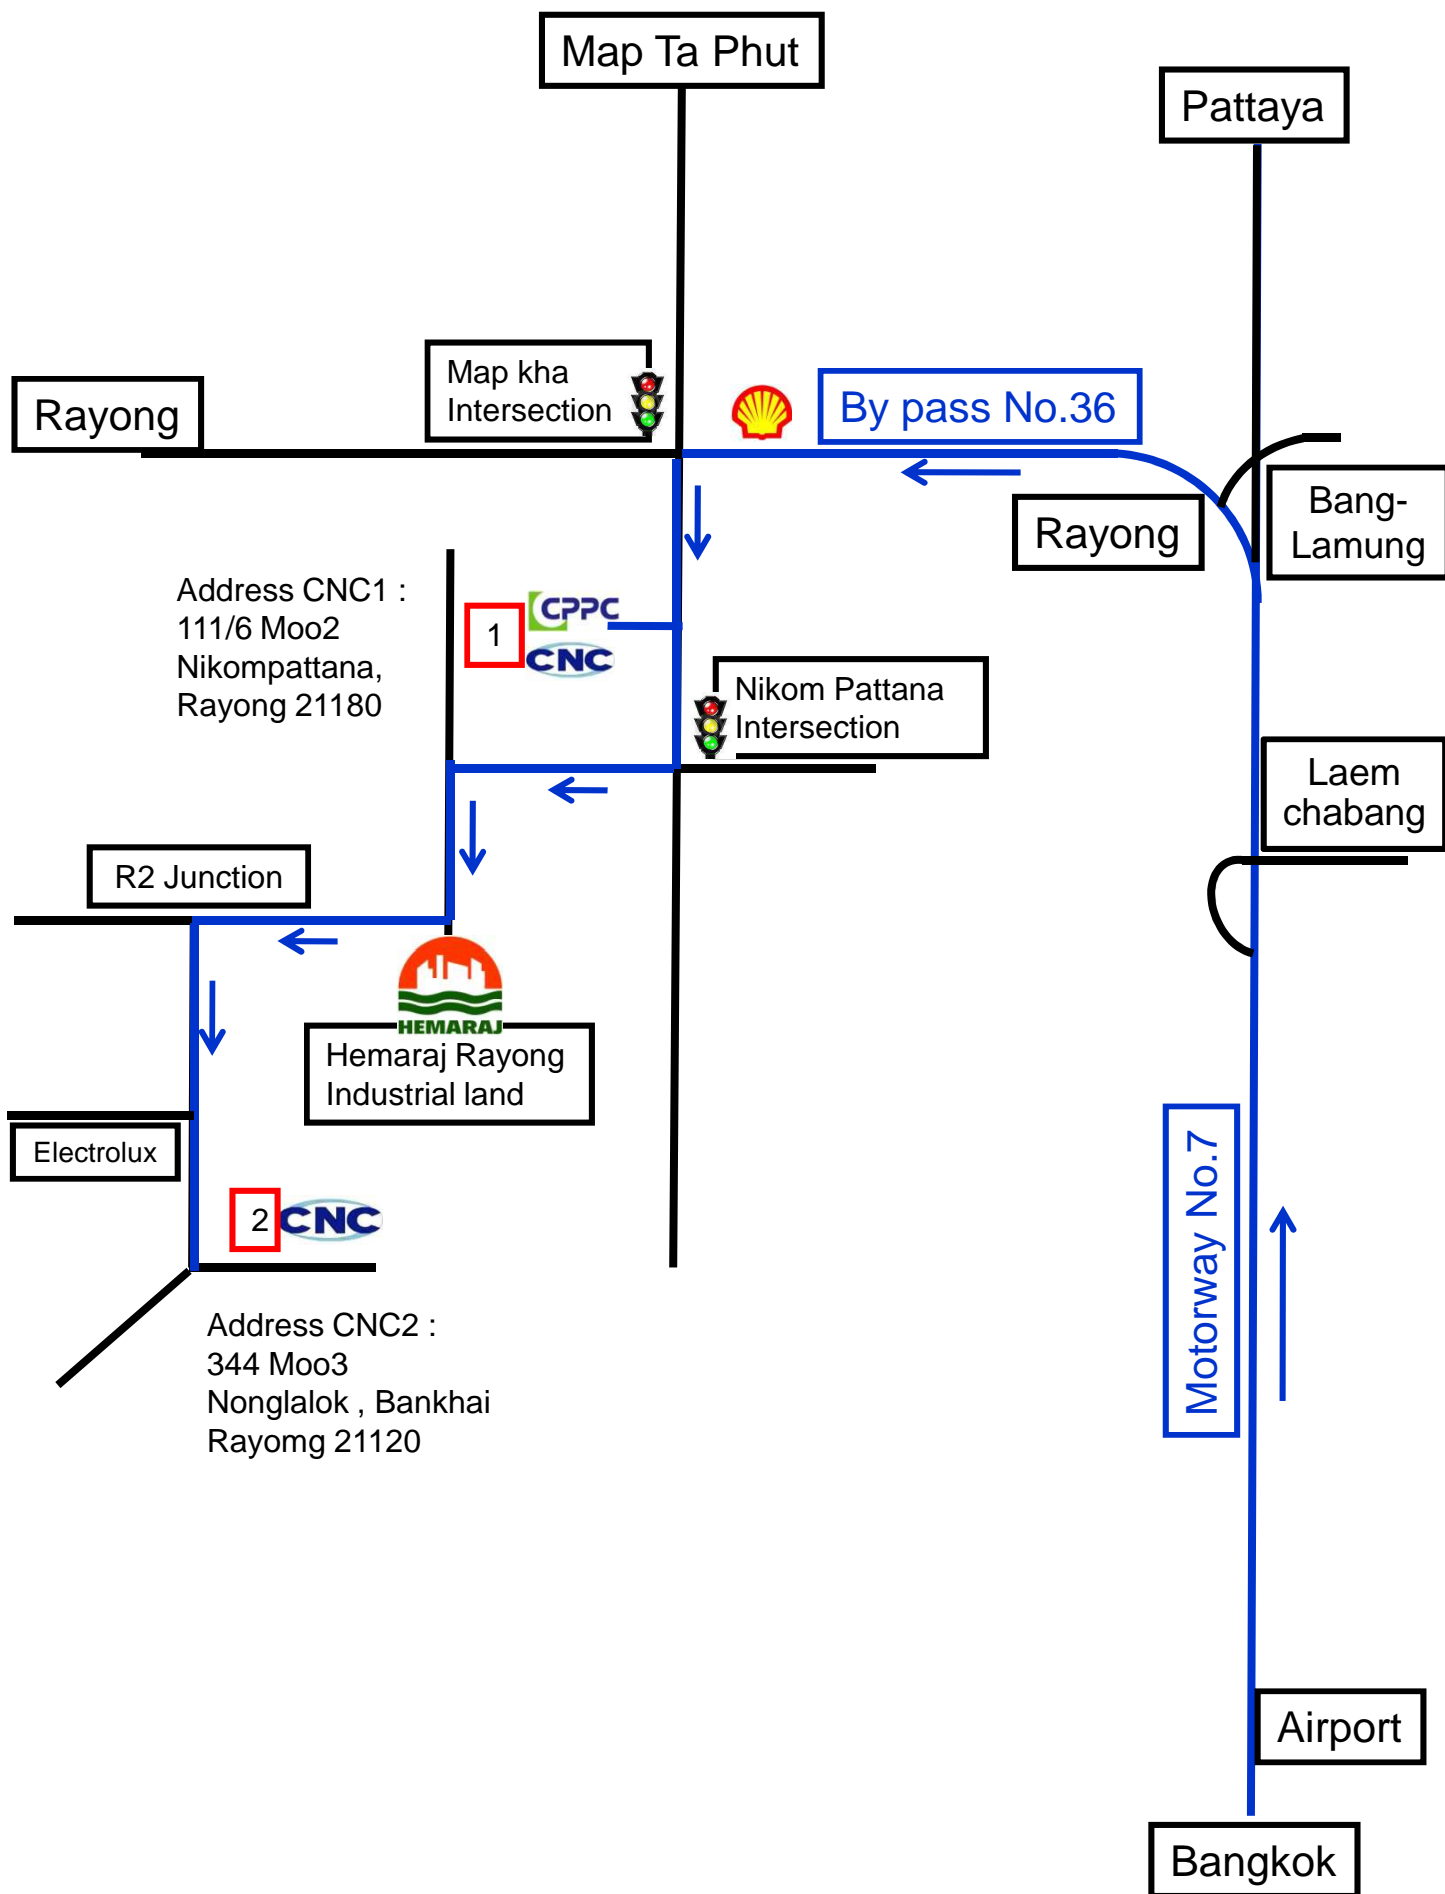 Map Ta Phut
Pattaya
Map kha
Intersection
Rayong
By pass No.36
Rayong
Bang-
Lamung
Address CNC1 :
111/6 Moo2
Nikompattana,
Rayong 21180
1
CPPC
CNC
Nikom Pattana
Intersection
Laem
chabang
R2 Junction
HEMARAJ
Hemaraj Rayong
Industrial land
Electrolux
2
CNC
Motorway No.7
Address CNC2 :
344 Moo3
Nonglalok , Bankhai
Rayomg 21120
Airport
Bangkok